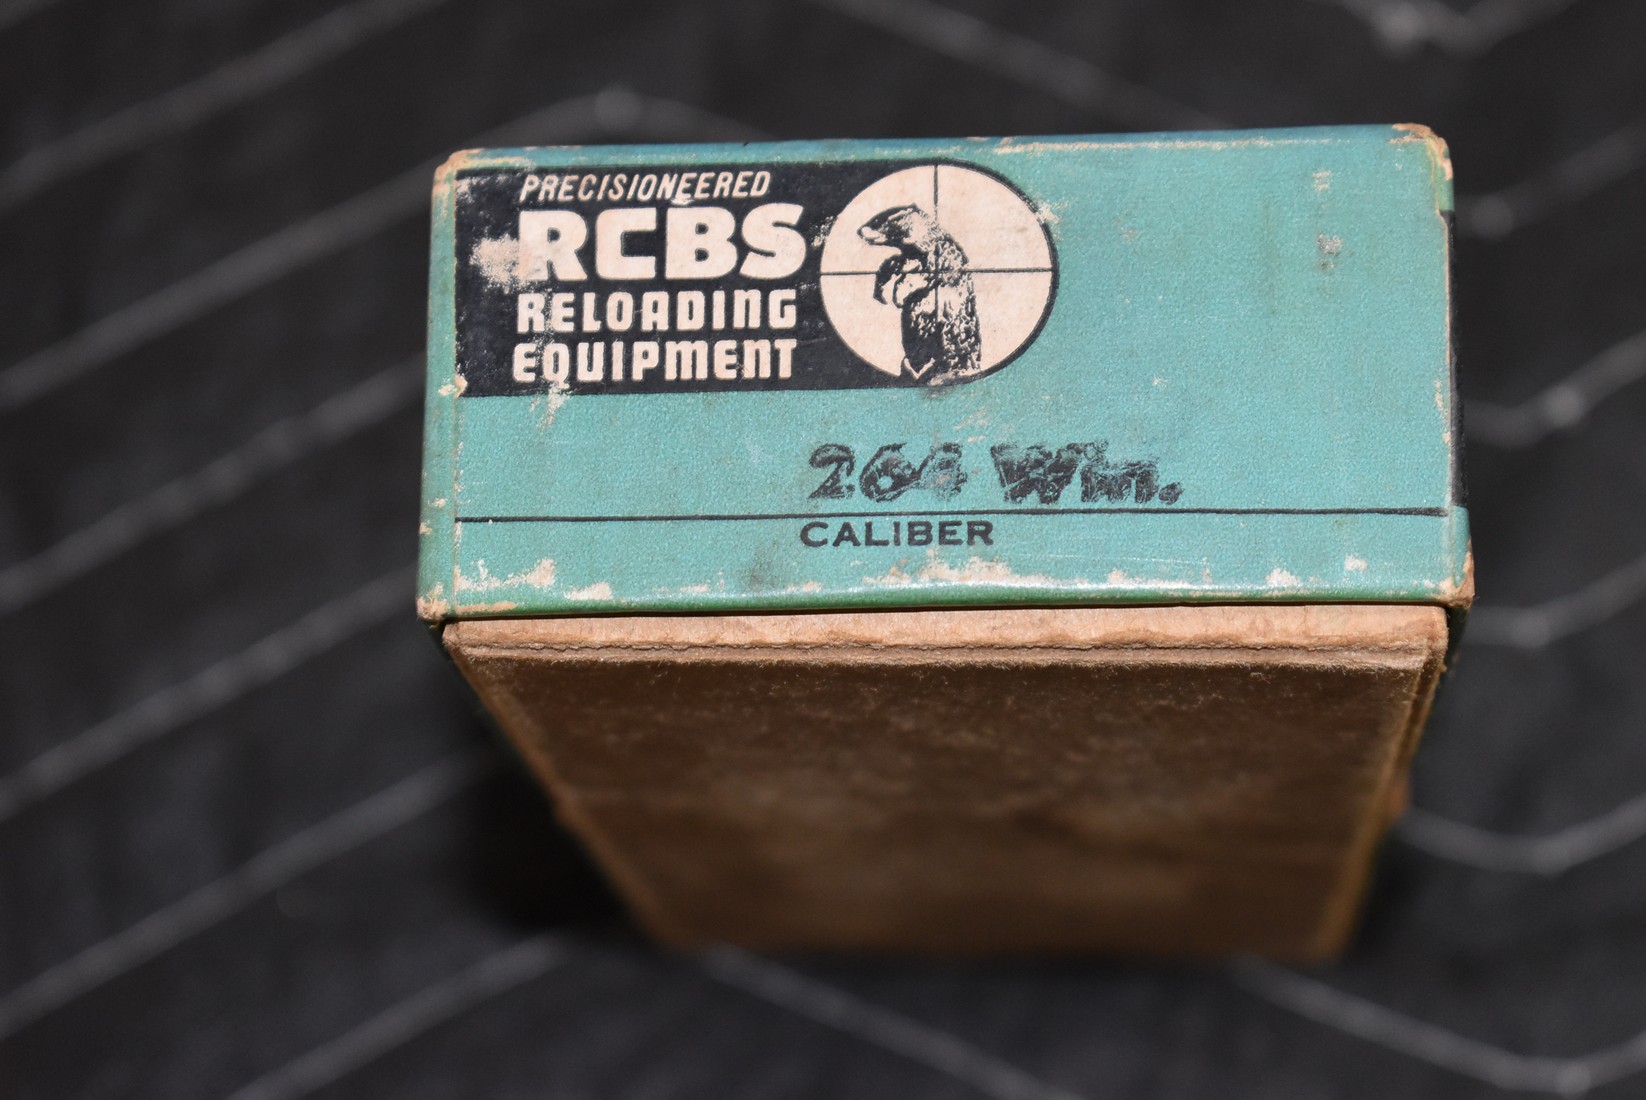 PRECISIONEERED
RCBS
RELOADING
EQUIPMENT
264 Win.
CALIBER